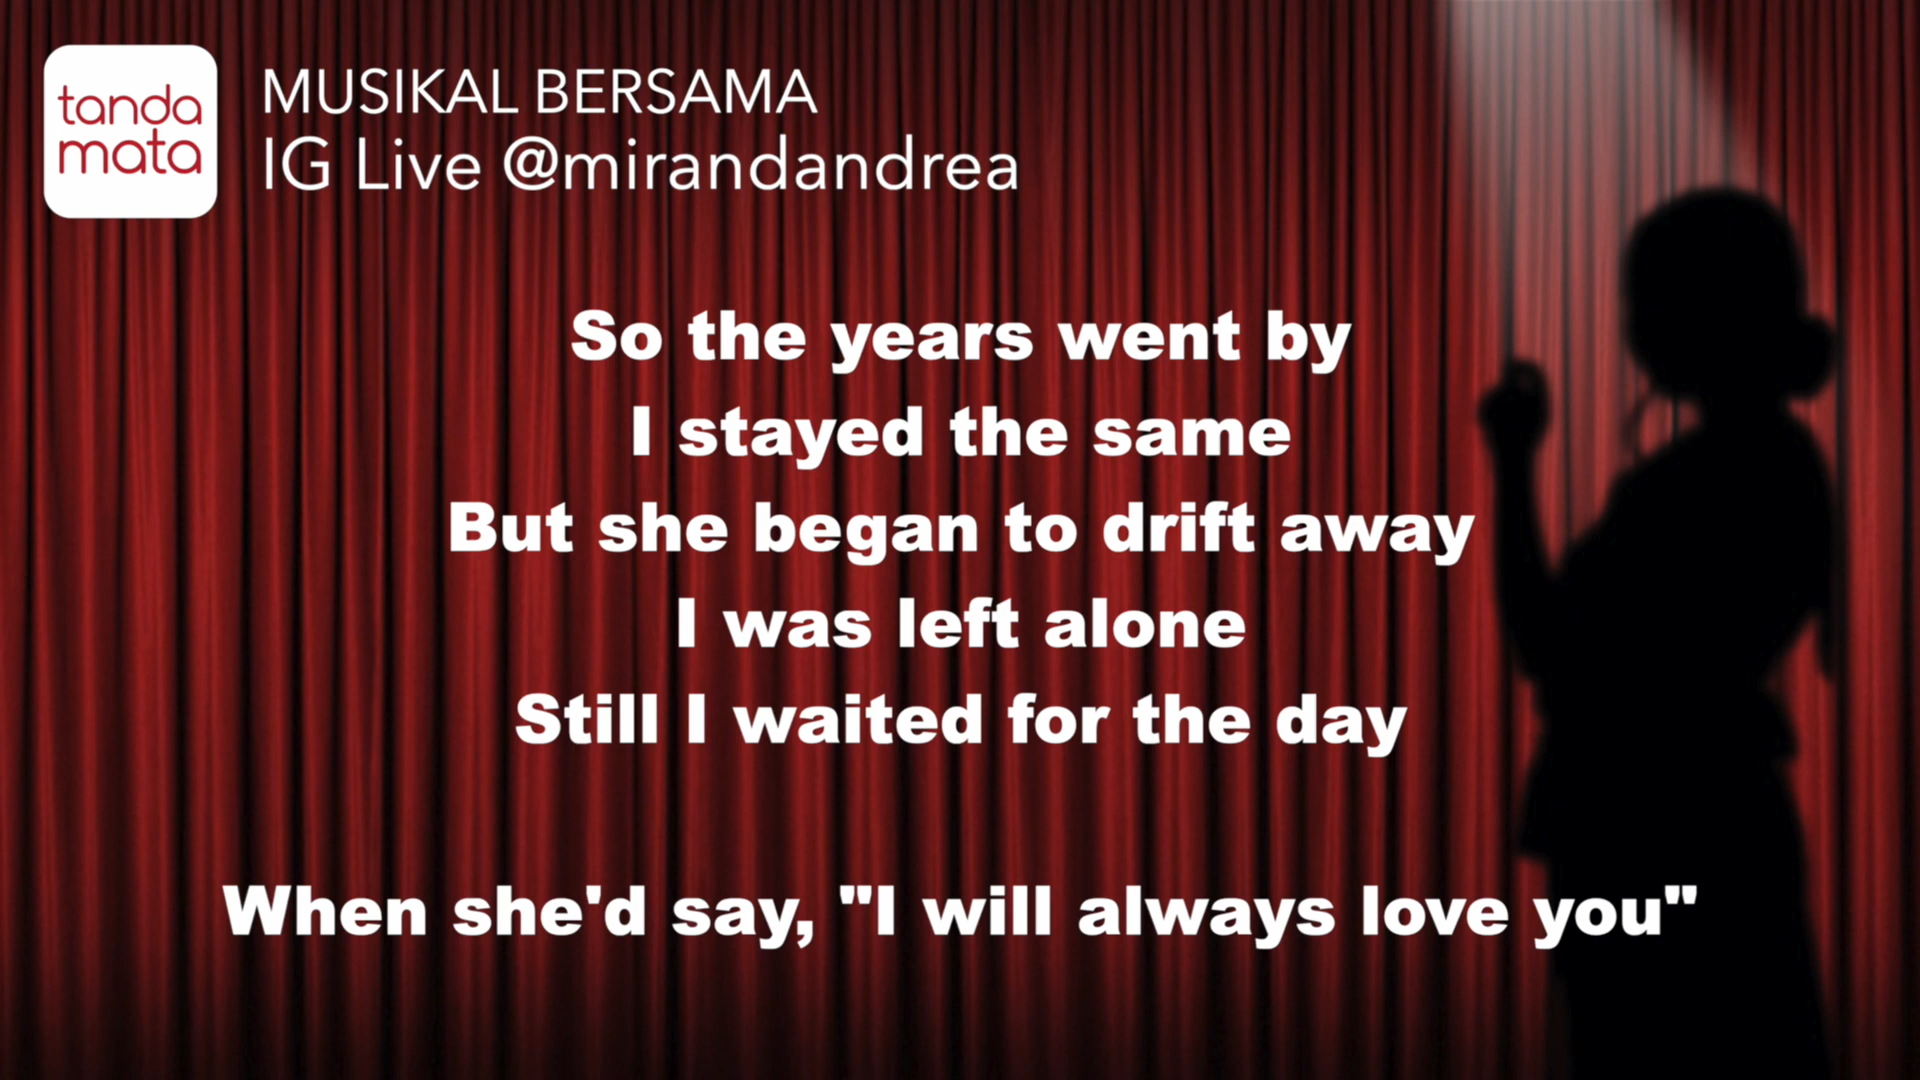 tanda
mata
MUSIKAL BERSAMA
IG Live @mirandandrea
So the years went by
I stayed the same
But she began to drift away
I was left alone
Still I waited for the day
When she'd say, "I will always love you"